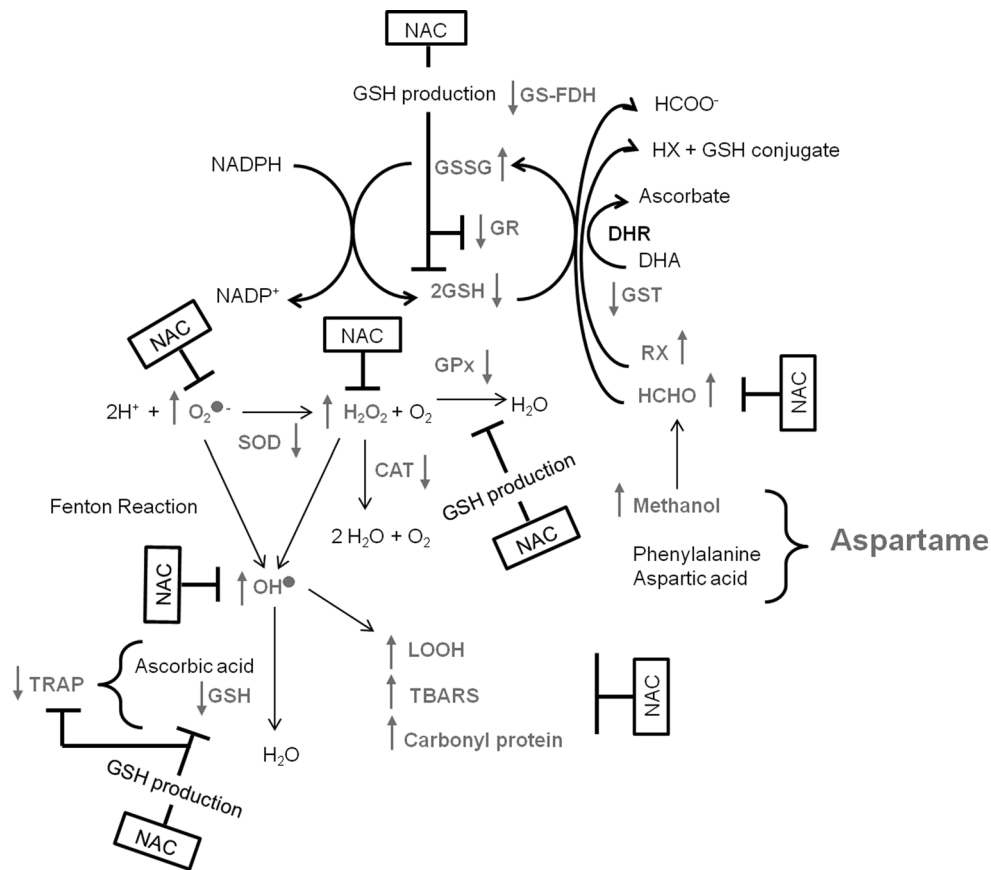 NAC
GSH production ↓GS-FDH
HCOO⁻
HX + GSH conjugate
NADPH
GSSG ↑
Ascorbate
↓ GR
DHR
DHA
NADP⁺
2GSH ↓
↓GST
NAC
NAC
GPx ↓
RX ↑
HCHO ↑
NAC
2H⁺ + ↑ O₂●-
↑ H₂O₂ + O₂
H₂O
SOD ↓
CAT ↓
GSH production
NAC
↑ Methanol
Fenton Reaction
2 H₂O + O₂
Phenylalanine
Aspartic acid
Aspartame
NAC
↑ OH●
↑ LOOH
↑ TBARS
↑ Carbonyl protein
NAC
↓ TRAP
Ascorbic acid
↓GSH
H₂O
GSH production
NAC